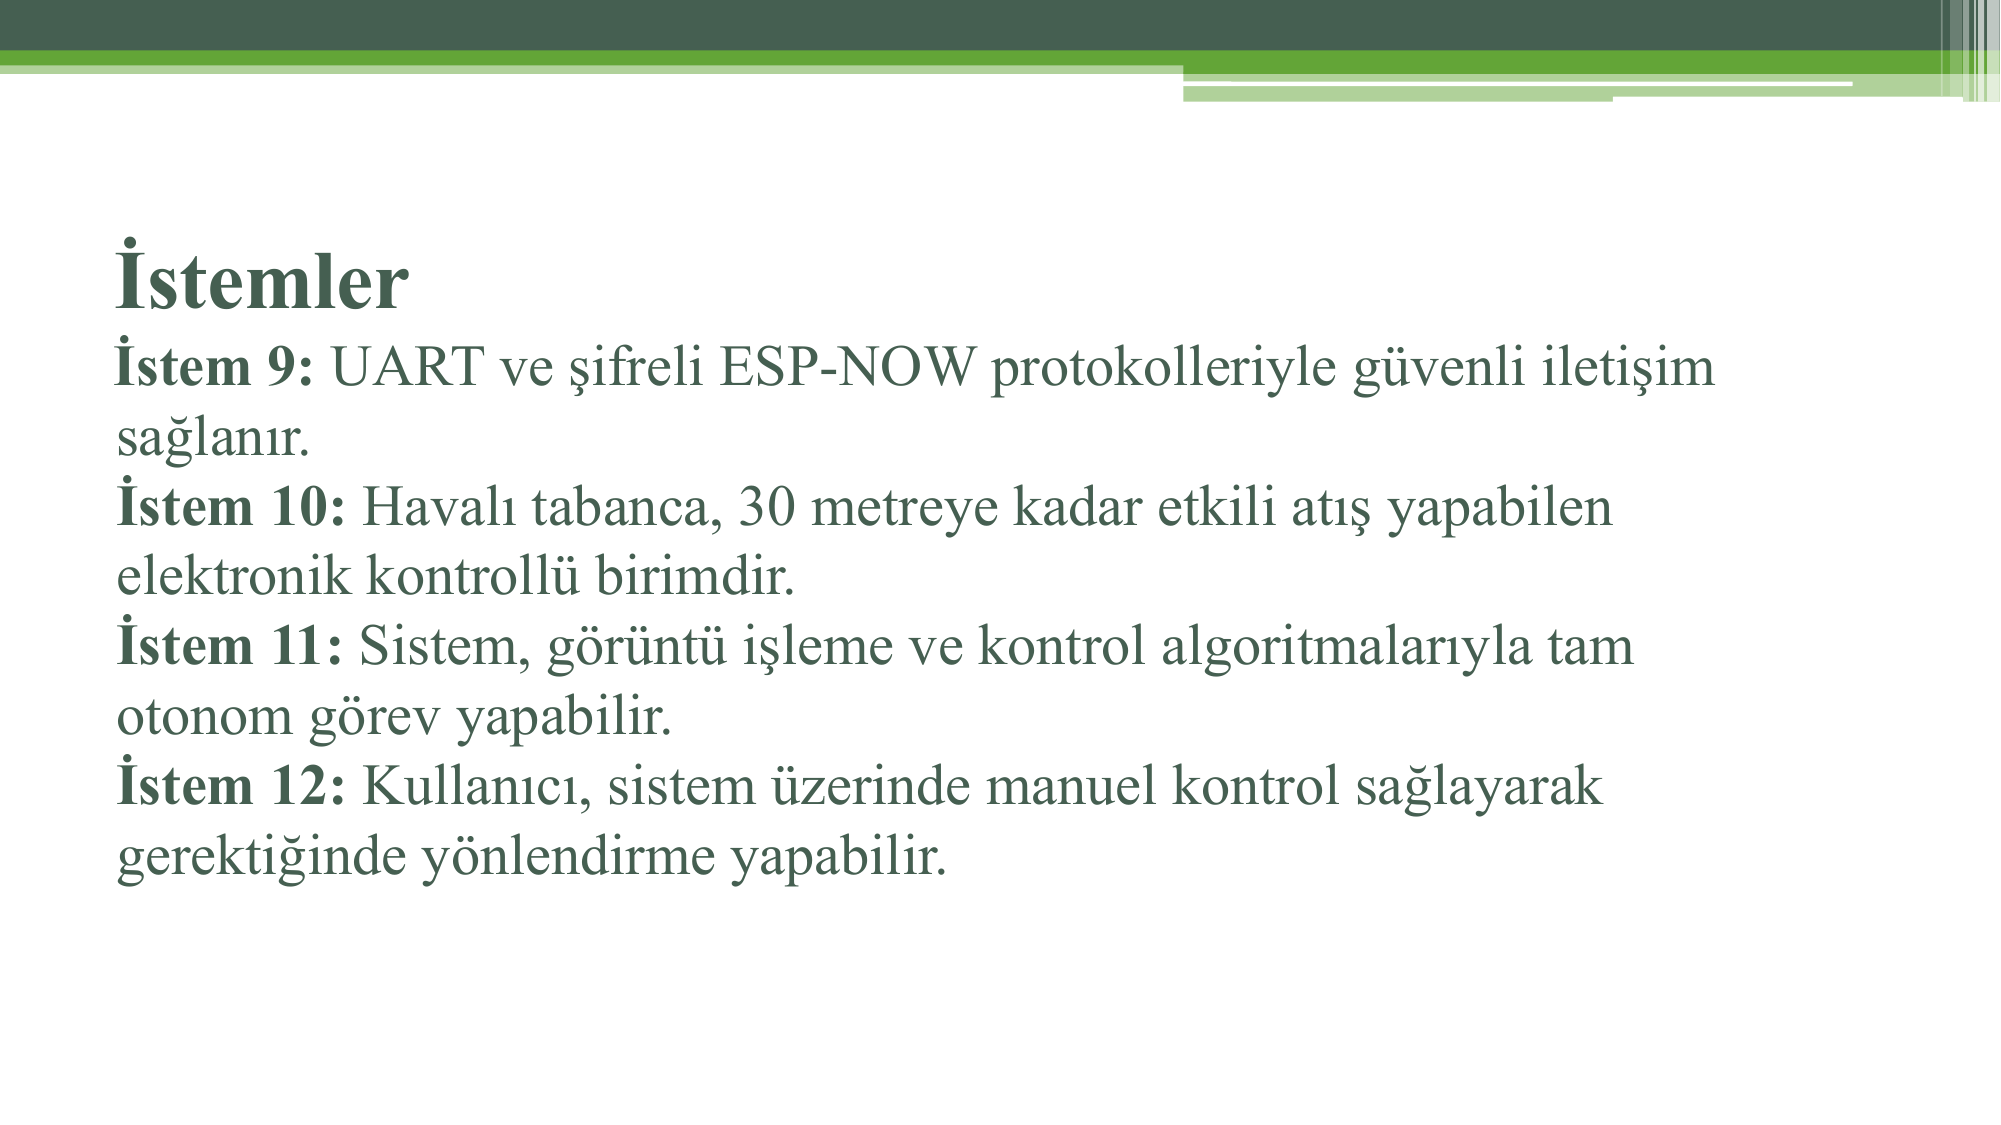 İstemler
İstem 9: UART ve şifreli ESP-NOW protokolleriyle güvenli iletişim
sağlanır.
İstem 10: Havalı tabanca, 30 metreye kadar etkili atış yapabilen
elektronik kontrollü birimdir.
İstem 11: Sistem, görüntü işleme ve kontrol algoritmalarıyla tam
otonom görev yapabilir.
İstem 12: Kullanıcı, sistem üzerinde manuel kontrol sağlayarak
gerektiğinde yönlendirme yapabilir.